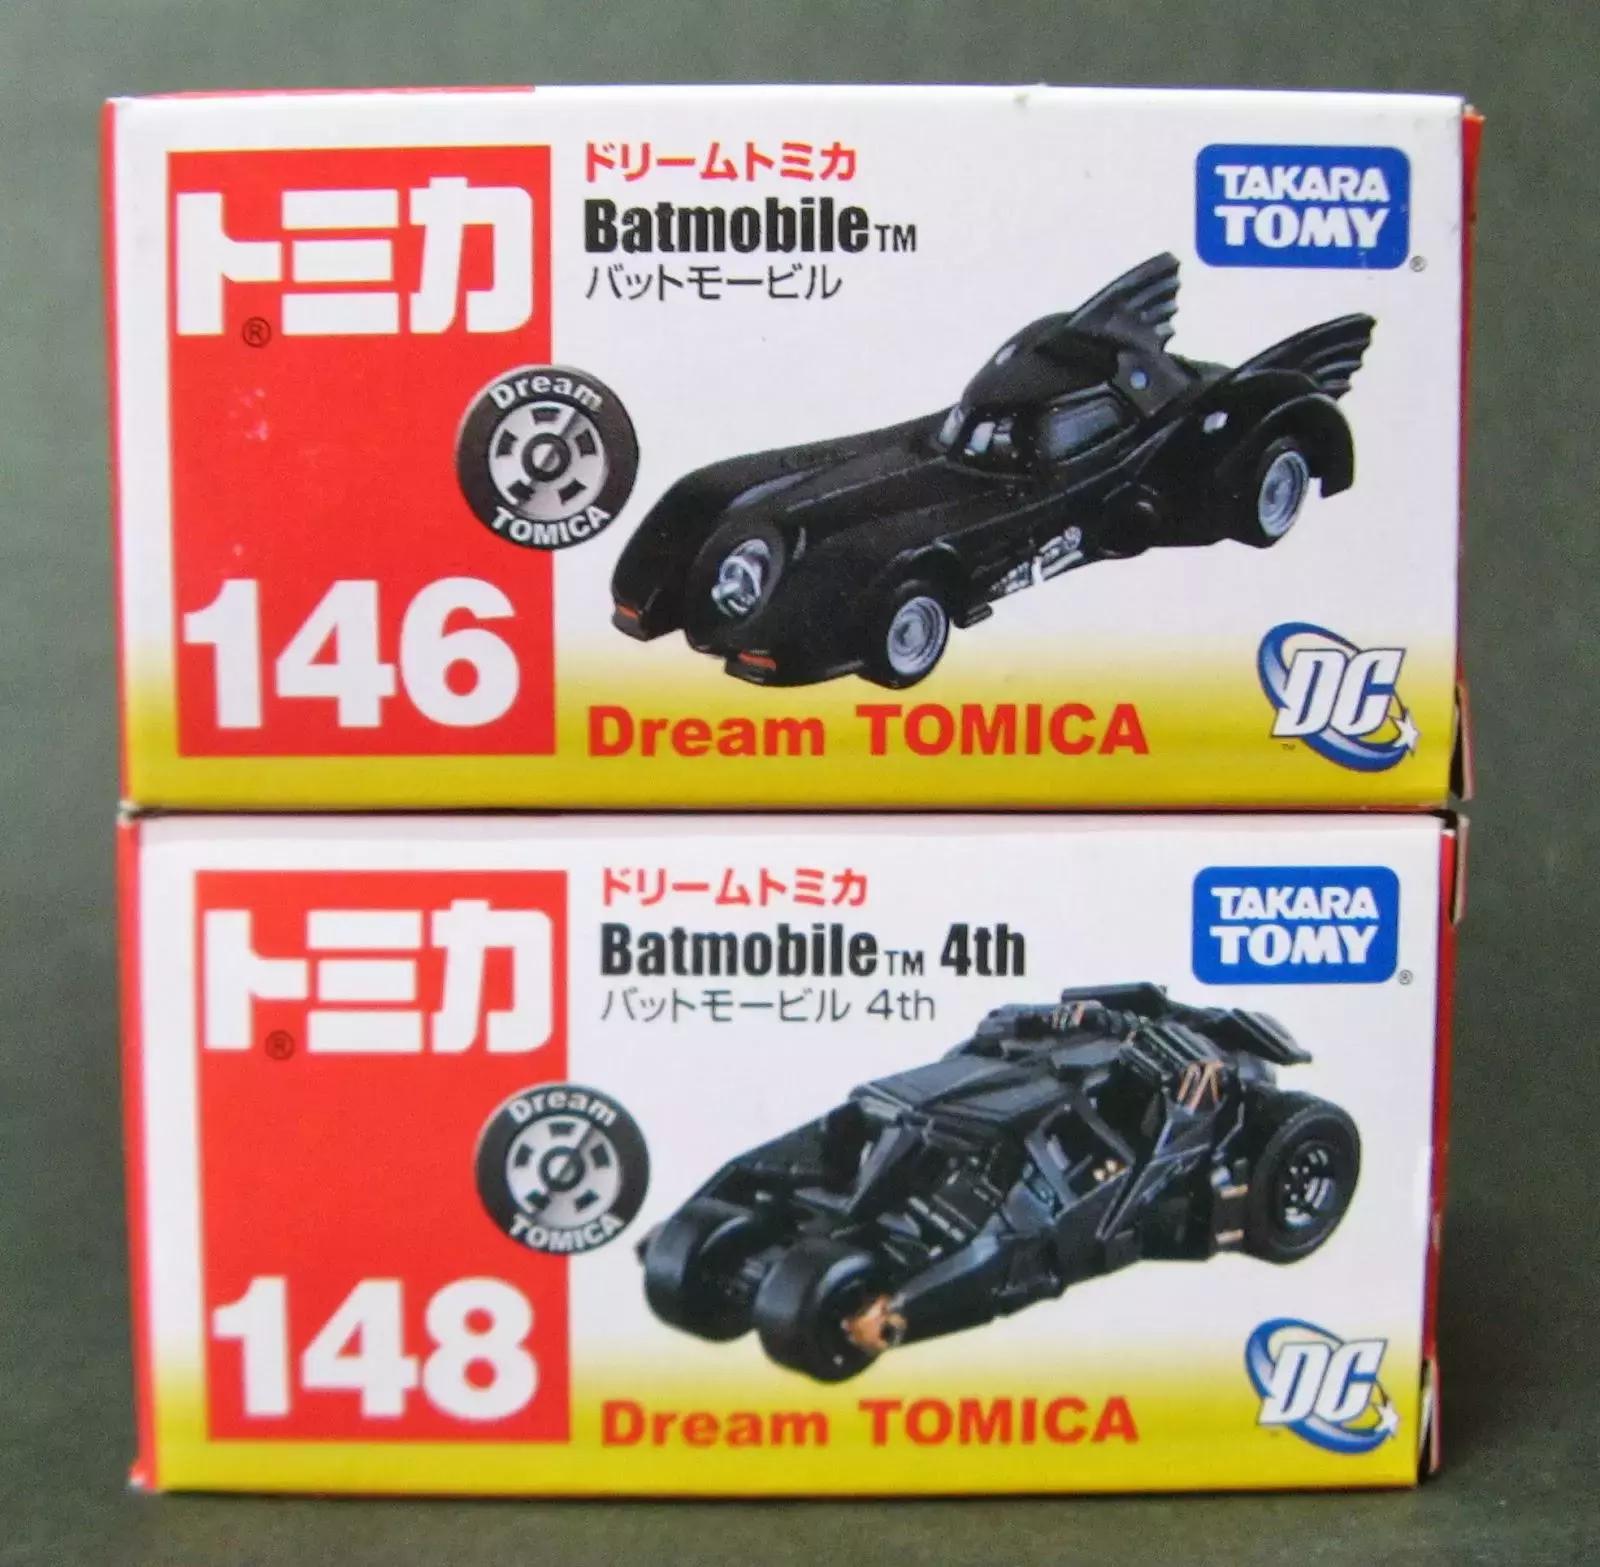 トミカ
®
146
Dream
TOMICA
ドリームトミカ
Batmobile™
バットモービル
TAKARA
TOMY
®
Dream TOMICA
DC
™
トミカ
®
148
Dream
TOMICA
ドリームトミカ
Batmobile™ 4th
バットモービル 4th
TAKARA
TOMY
®
Dream TOMICA
DC